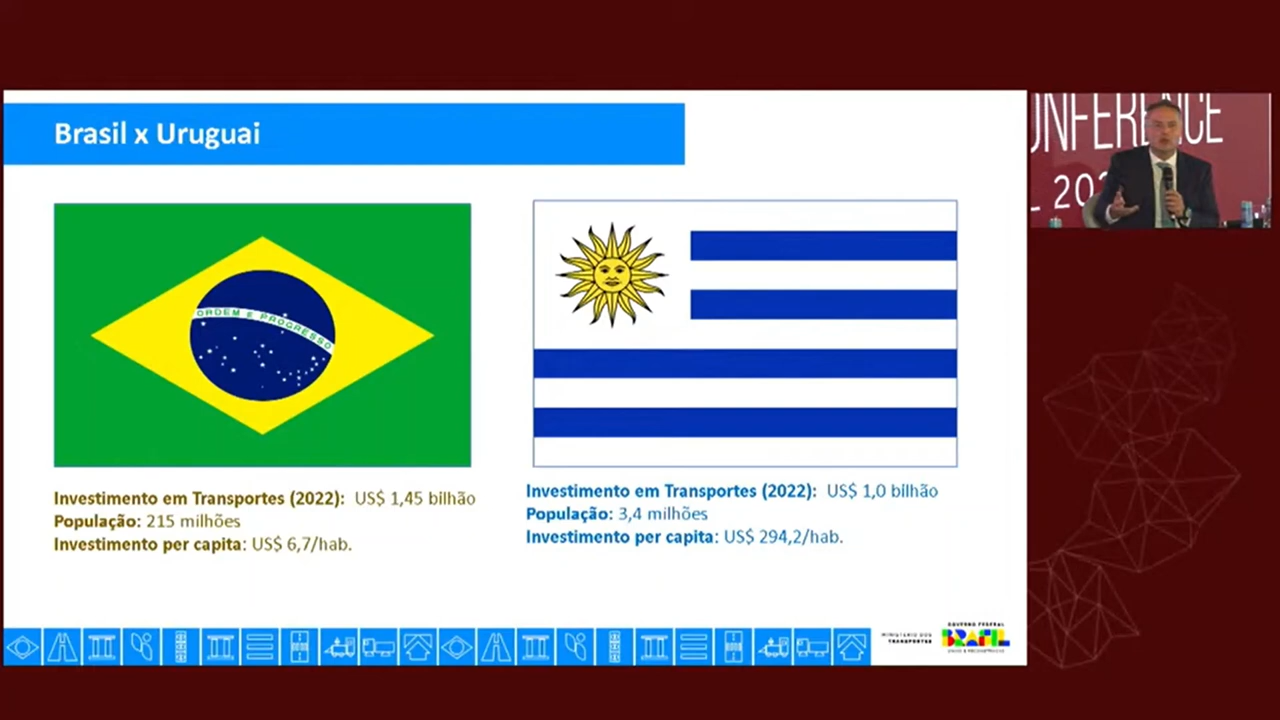 Brasil x Uruguai
ORDEM E PROGRESSO
Investimento em Transportes (2022): US$ 1,45 bilhão
População: 215 milhões
Investimento per capita: US$ 6,7/hab.
Investimento em Transportes (2022): US$ 1,0 bilhão
População: 3,4 milhões
Investimento per capita: US$ 294,2/hab.
MINISTÉRIO DOS
TRANSPORTES
GOVERNO FEDERAL
BRASIL
UNIÃO E RECONSTRUÇÃO
ONFERENCE
L 202